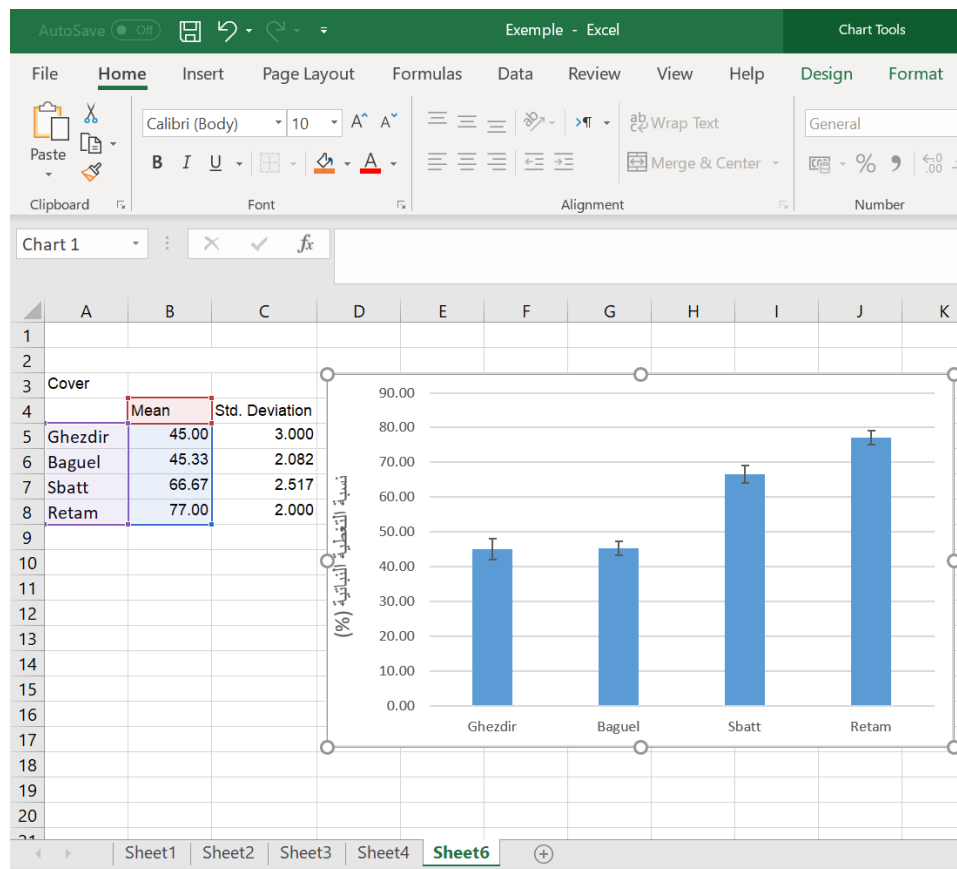 AutoSave Off Exemple - Excel Chart Tools
File Home Insert Page Layout Formulas Data Review View Help Design Format
Calibri (Body) 10 A^ A˅ ab Wrap Text General
Paste B I U A Merge & Center % 9 .00
Clipboard Font Alignment Number
Chart 1 fx
A B C D E F G H I J K
1
2
3 Cover
4 Mean Std. Deviation
5 Ghezdir 45.00 3.000
6 Baguel 45.33 2.082
7 Sbatt 66.67 2.517
8 Retam 77.00 2.000
9
10
11
12
13
14
15
16
17
18
19
20
21
90.00
80.00
70.00
60.00
50.00
40.00
30.00
20.00
10.00
0.00
نسبة التغطية النباتية (%)
Ghezdir Baguel Sbatt Retam
Sheet1 Sheet2 Sheet3 Sheet4 Sheet6